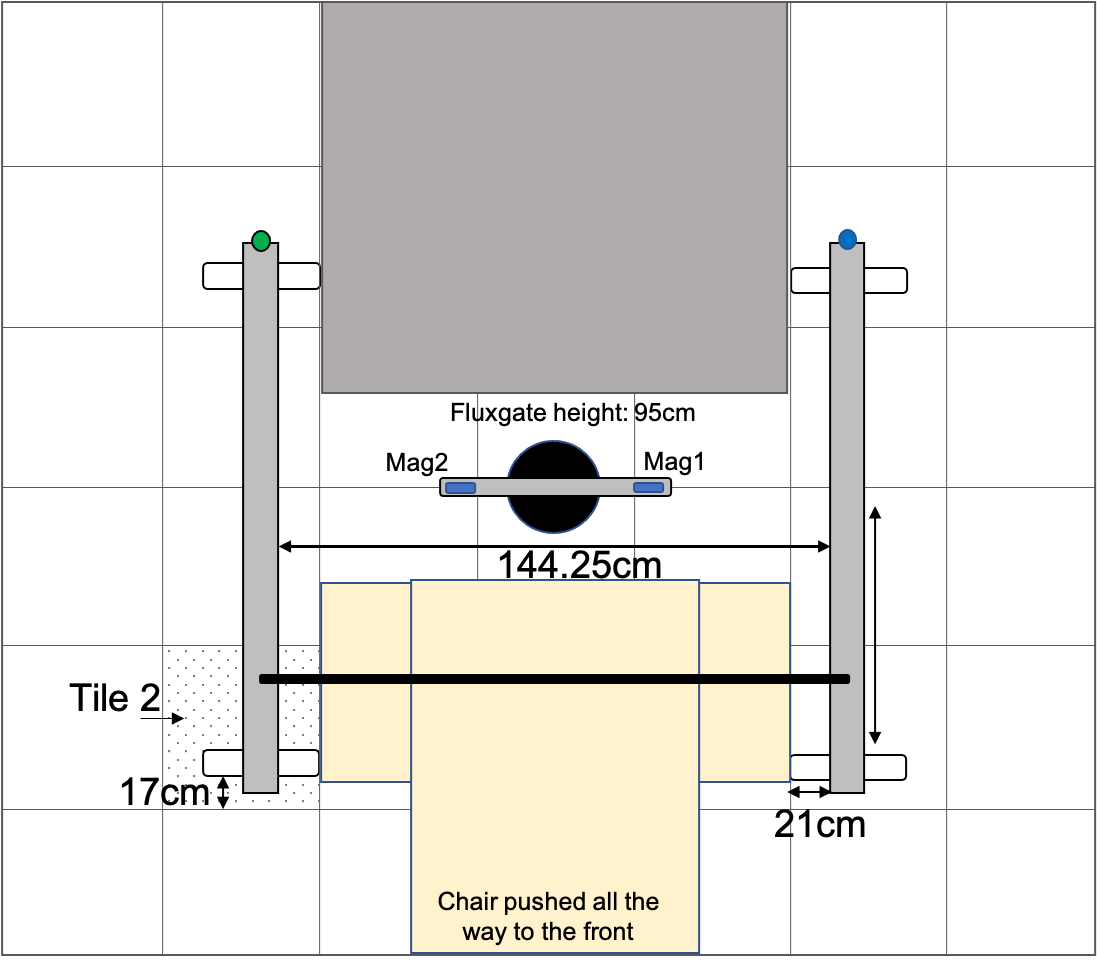 Fluxgate height: 95cm
Mag2
Mag1
144.25cm
Tile 2
17cm
21cm
Chair pushed all the
way to the front